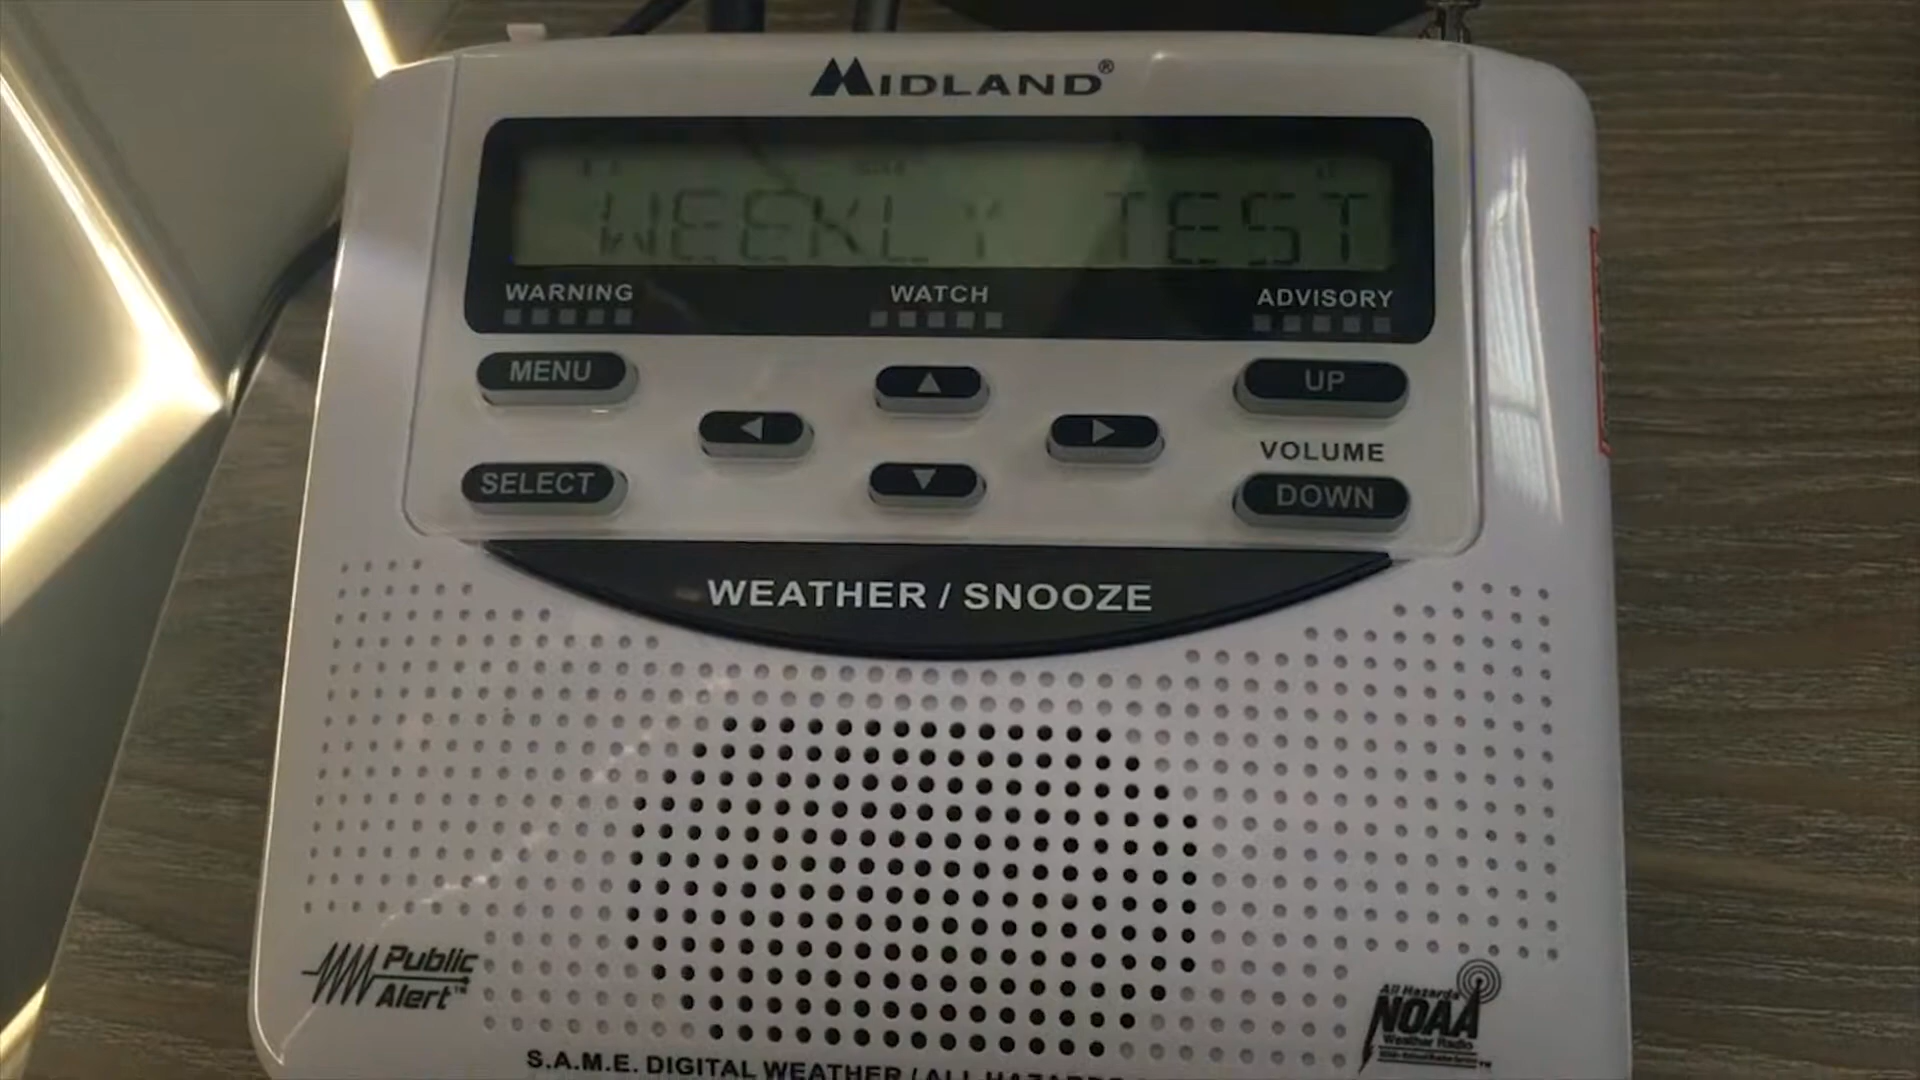 MIDLAND®
WEEKLY TEST
WARNING WATCH ADVISORY
MENU UP
VOLUME
SELECT DOWN
WEATHER / SNOOZE
Public
Alert™
All Hazards
NOAA
Weather Radio
S.A.M.E. DIGITAL WEATHER / ALL HAZARDS